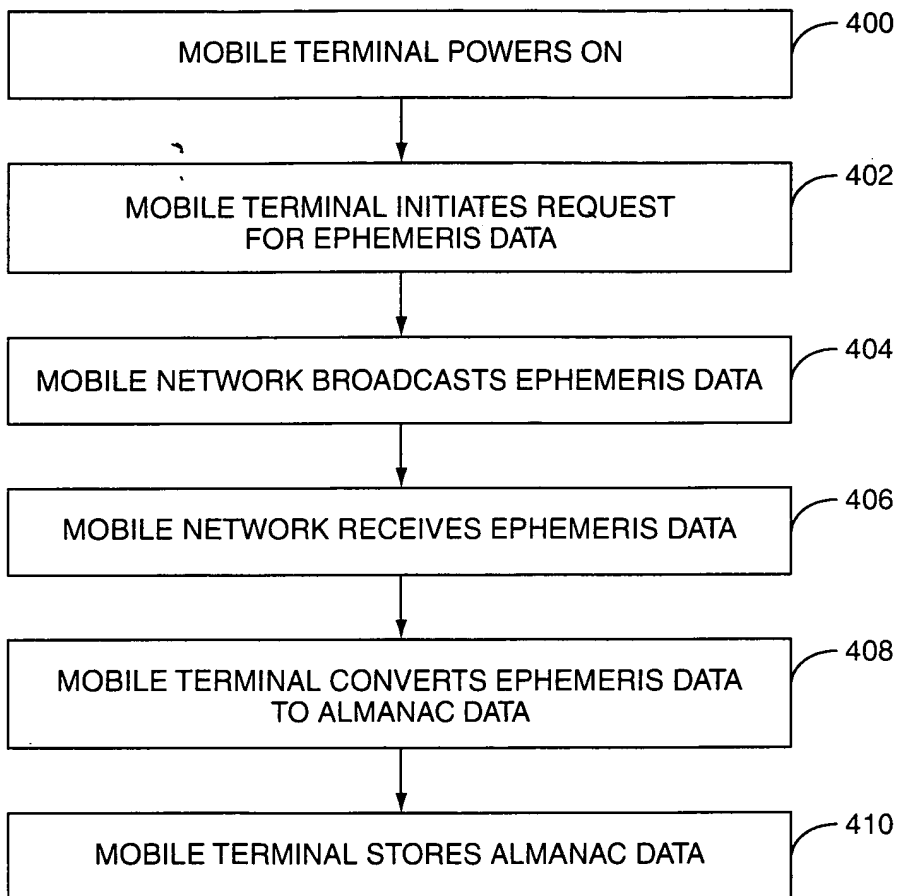 MOBILE TERMINAL POWERS ON
400
MOBILE TERMINAL INITIATES REQUEST
FOR EPHEMERIS DATA
402
MOBILE NETWORK BROADCASTS EPHEMERIS DATA
404
MOBILE NETWORK RECEIVES EPHEMERIS DATA
406
MOBILE TERMINAL CONVERTS EPHEMERIS DATA
TO ALMANAC DATA
408
MOBILE TERMINAL STORES ALMANAC DATA
410